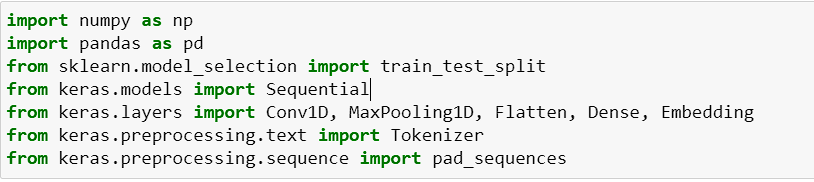 import numpy as np
import pandas as pd
from sklearn.model_selection import train_test_split
from keras.models import Sequential
from keras.layers import Conv1D, MaxPooling1D, Flatten, Dense, Embedding
from keras.preprocessing.text import Tokenizer
from keras.preprocessing.sequence import pad_sequences